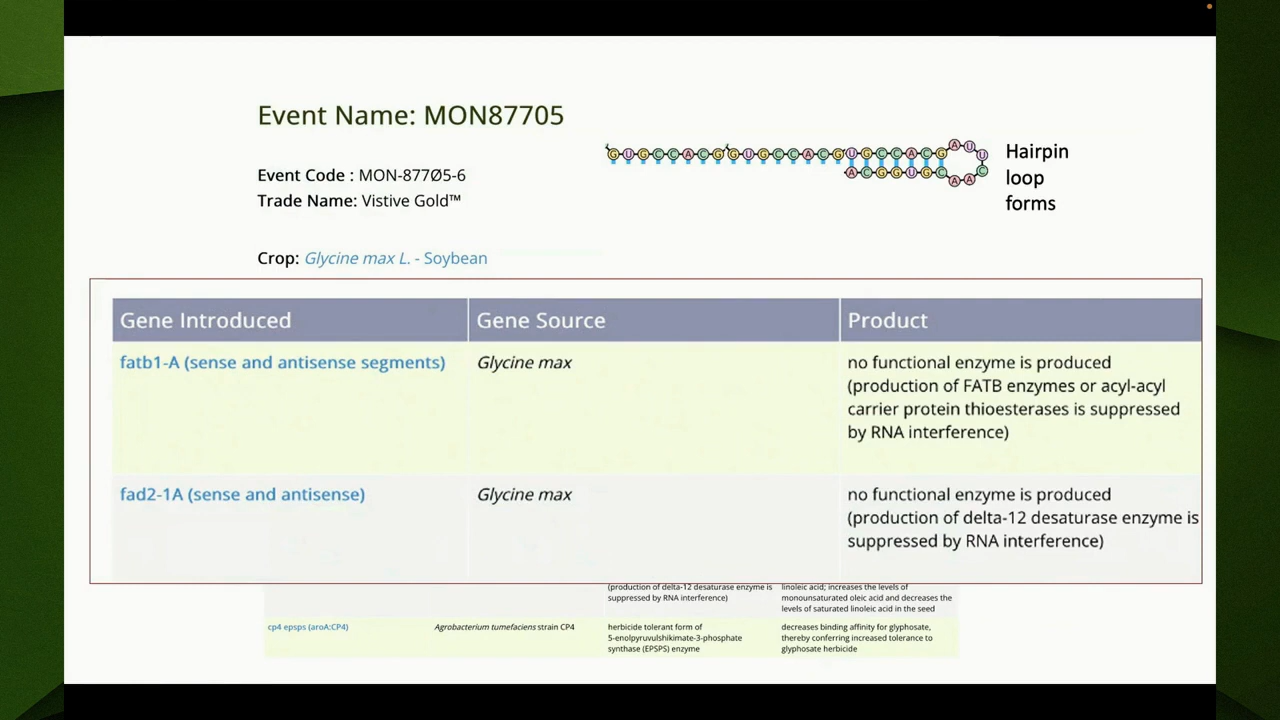 Event Name: MON87705
GUGCCACGGUGCCACGUGCCACGAUU
ACGGUGCAAC
Hairpin
loop
forms
Event Code : MON-877Ø5-6
Trade Name: Vistive Gold™
Crop: Glycine max L. - Soybean
Gene Introduced Gene Source Product
fatb1-A (sense and antisense segments) Glycine max no functional enzyme is produced
(production of FATB enzymes or acyl-acyl
carrier protein thioesterases is suppressed
by RNA interference)
fad2-1A (sense and antisense) Glycine max no functional enzyme is produced
(production of delta-12 desaturase enzyme is
suppressed by RNA interference)
(production of delta-12 desaturase enzyme is linoleic acid; increases the levels of
suppressed by RNA interference) monounsaturated oleic acid and decreases the
levels of saturated linoleic acid in the seed
cp4 epsps (aroA:CP4) Agrobacterium tumefaciens strain CP4 herbicide tolerant form of decreases binding affinity for glyphosate,
5-enolpyruvulshikimate-3-phosphate thereby conferring increased tolerance to
synthase (EPSPS) enzyme glyphosate herbicide